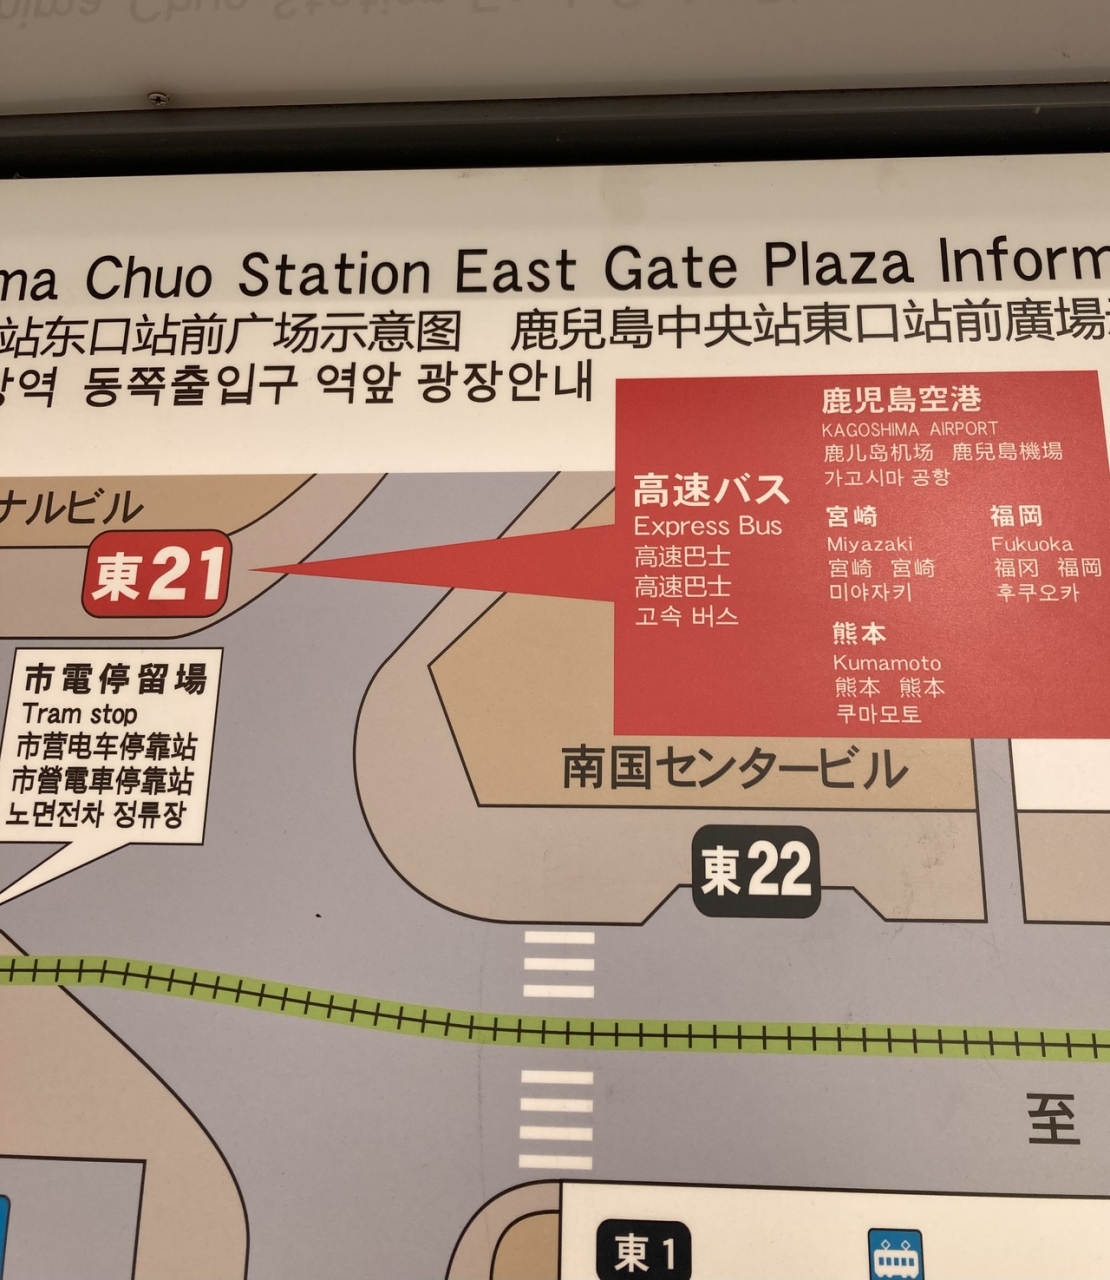 ma Chuo Station East Gate Plaza Inform
站东口站前广场示意图 鹿兒島中央站東口站前廣場
역 동쪽출입구 역앞 광장안내
鹿児島空港
KAGOSHIMA AIRPORT
鹿儿岛机场 鹿兒島機場
가고시마 공항
高速バス
Express Bus
高速巴士
高速巴士
고속 버스
宮崎
Miyazaki
宫崎 宮崎
미야자키
福岡
Fukuoka
福冈 福岡
후쿠오카
熊本
Kumamoto
熊本 熊本
쿠마모토
ナルビル
東21
市電停留場
Tram stop
市营电车停靠站
市營電車停靠站
노면전차 정류장
南国センタービル
東22
至
東1